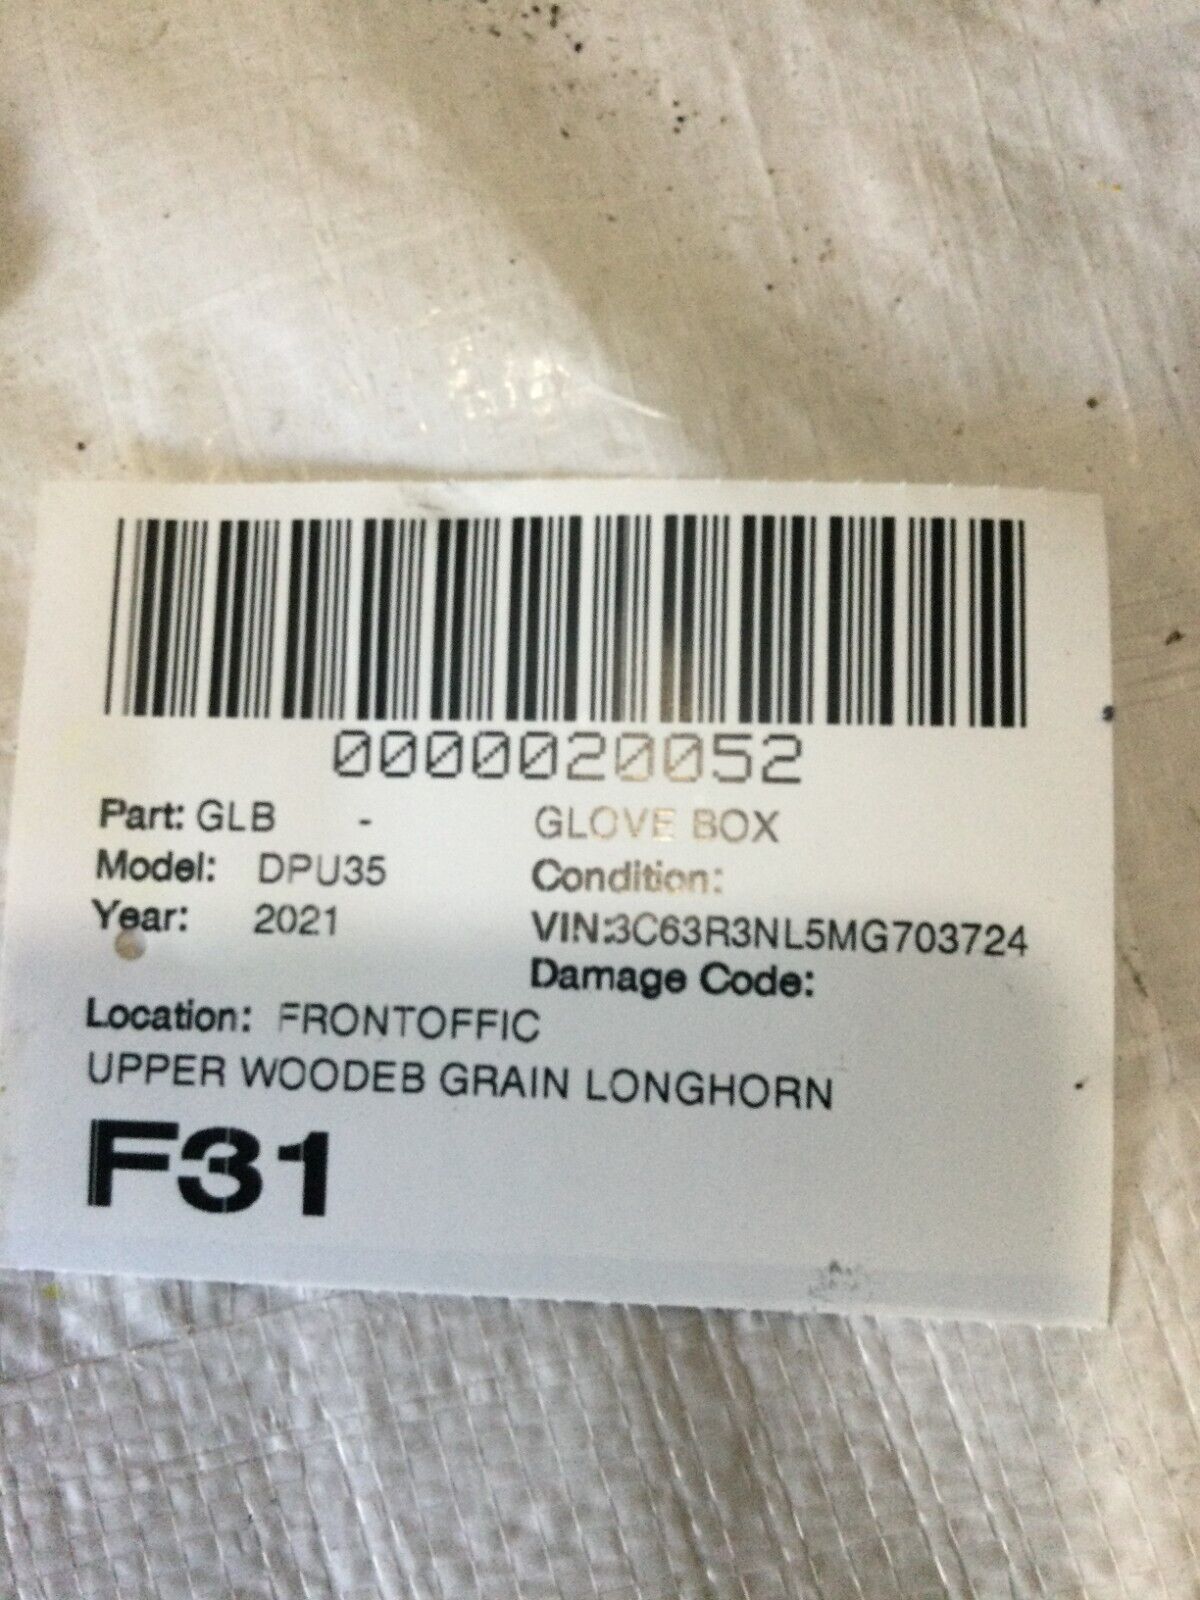 0000020052
Part: GLB - GLOVE BOX
Model: DPU35 Condition:
Year: 2021 VIN:3C63R3NL5MG703724
Damage Code:
Location: FRONTOFFIC
UPPER WOODEB GRAIN LONGHORN
F31